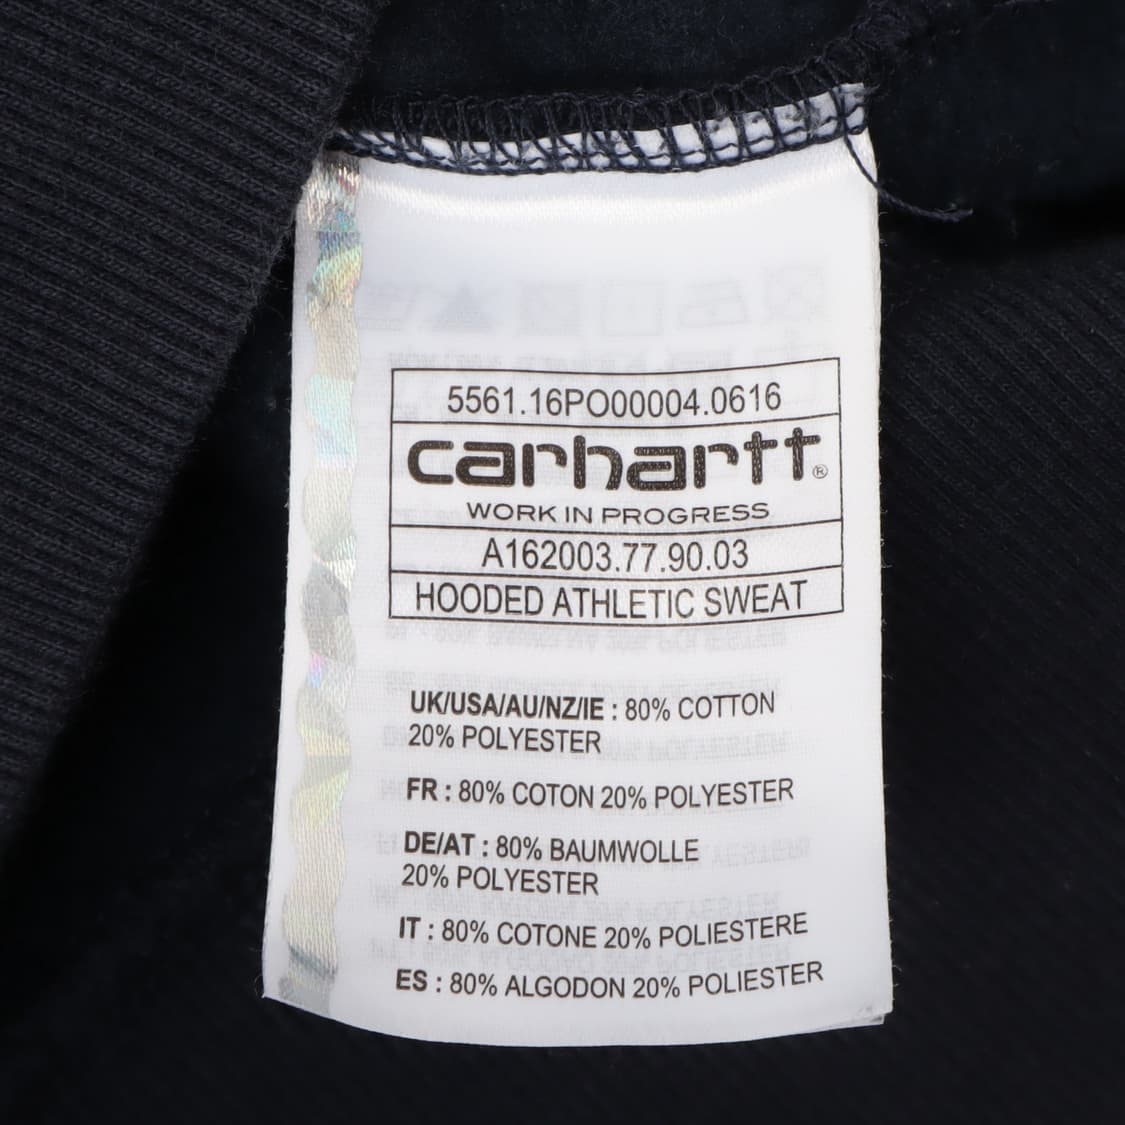 5561.16PO00004.0616
carhartt®
WORK IN PROGRESS
A162003.77.90.03
HOODED ATHLETIC SWEAT
UK/USA/AU/NZ/IE : 80% COTTON
20% POLYESTER
FR : 80% COTON 20% POLYESTER
DE/AT : 80% BAUMWOLLE
20% POLYESTER
IT : 80% COTONE 20% POLIESTERE
ES : 80% ALGODON 20% POLIESTER